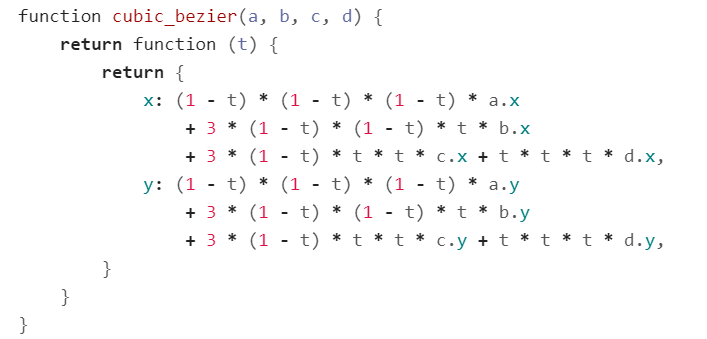 function cubic_bezier(a, b, c, d) {
    return function (t) {
        return {
            x: (1 - t) * (1 - t) * (1 - t) * a.x
                + 3 * (1 - t) * (1 - t) * t * b.x
                + 3 * (1 - t) * t * t * c.x + t * t * t * d.x,
            y: (1 - t) * (1 - t) * (1 - t) * a.y
                + 3 * (1 - t) * (1 - t) * t * b.y
                + 3 * (1 - t) * t * t * c.y + t * t * t * d.y,
        }
    }
}